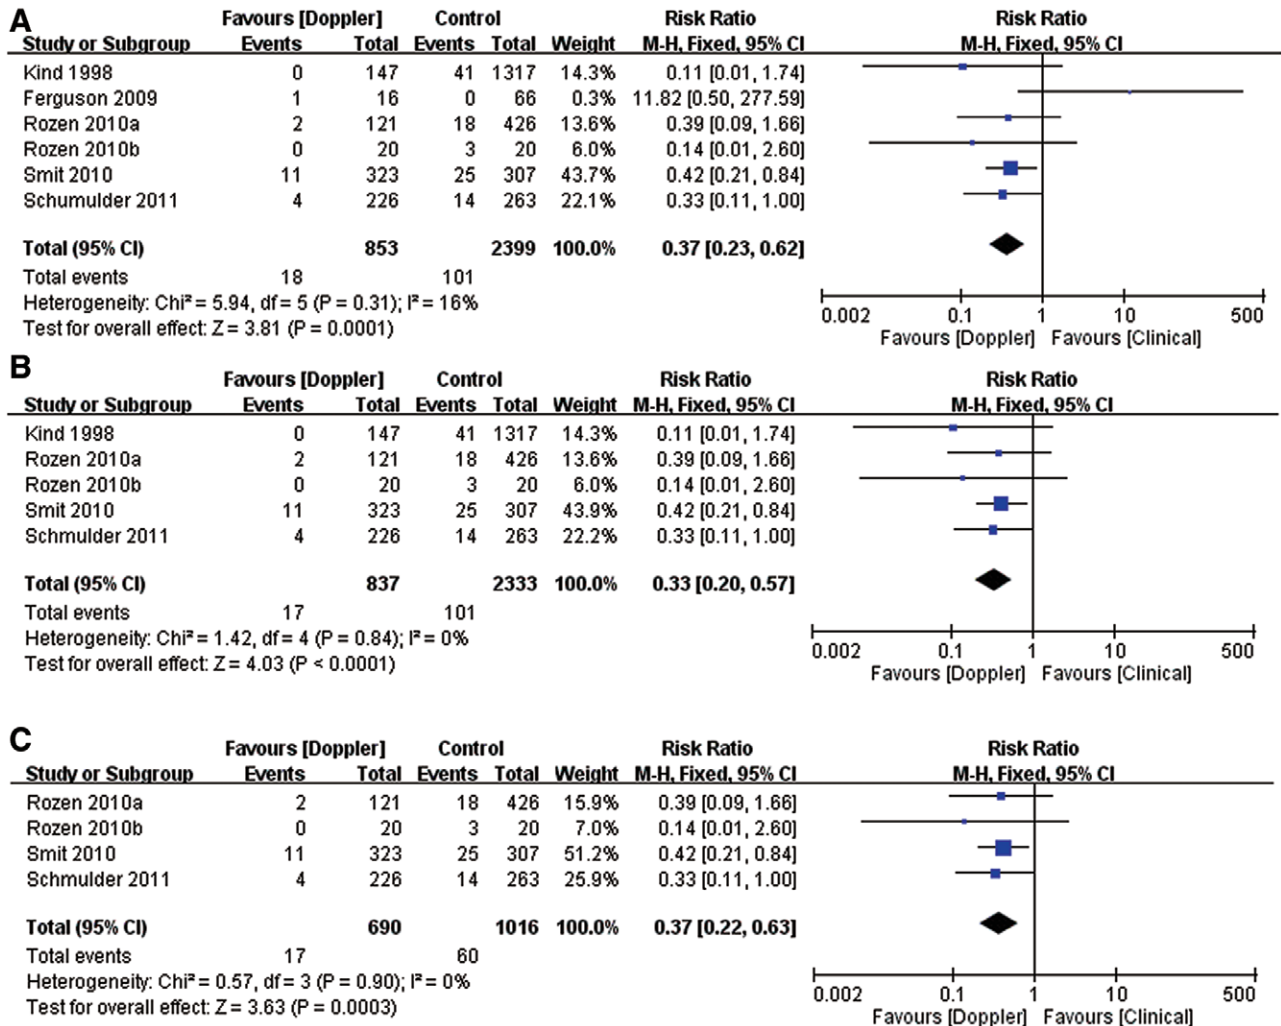 A
Favours [Doppler] Control Risk Ratio Risk Ratio
Study or Subgroup Events Total Events Total Weight M-H, Fixed, 95% CI M-H, Fixed, 95% CI
Kind 1998 0 147 41 1317 14.3% 0.11 [0.01, 1.74]
Ferguson 2009 1 16 0 66 0.3% 11.82 [0.50, 277.59]
Rozen 2010a 2 121 18 426 13.6% 0.39 [0.09, 1.66]
Rozen 2010b 0 20 3 20 6.0% 0.14 [0.01, 2.60]
Smit 2010 11 323 25 307 43.7% 0.42 [0.21, 0.84]
Schumulder 2011 4 226 14 263 22.1% 0.33 [0.11, 1.00]
Total (95% CI) 853 2399 100.0% 0.37 [0.23, 0.62]
Total events 18 101
Heterogeneity: Chi² = 5.94, df = 5 (P = 0.31); I² = 16%
Test for overall effect: Z = 3.81 (P = 0.0001)
0.002 0.1 1 10 500
Favours [Doppler] Favours [Clinical]
B
Favours [Doppler] Control Risk Ratio Risk Ratio
Study or Subgroup Events Total Events Total Weight M-H, Fixed, 95% CI M-H, Fixed, 95% CI
Kind 1998 0 147 41 1317 14.3% 0.11 [0.01, 1.74]
Rozen 2010a 2 121 18 426 13.6% 0.39 [0.09, 1.66]
Rozen 2010b 0 20 3 20 6.0% 0.14 [0.01, 2.60]
Smit 2010 11 323 25 307 43.9% 0.42 [0.21, 0.84]
Schmulder 2011 4 226 14 263 22.2% 0.33 [0.11, 1.00]
Total (95% CI) 837 2333 100.0% 0.33 [0.20, 0.57]
Total events 17 101
Heterogeneity: Chi² = 1.42, df = 4 (P = 0.84); I² = 0%
Test for overall effect: Z = 4.03 (P < 0.0001)
0.002 0.1 1 10 500
Favours [Doppler] Favours [Clinical]
C
Favours [Doppler] Control Risk Ratio Risk Ratio
Study or Subgroup Events Total Events Total Weight M-H, Fixed, 95% CI M-H, Fixed, 95% CI
Rozen 2010a 2 121 18 426 15.9% 0.39 [0.09, 1.66]
Rozen 2010b 0 20 3 20 7.0% 0.14 [0.01, 2.60]
Smit 2010 11 323 25 307 51.2% 0.42 [0.21, 0.84]
Schmulder 2011 4 226 14 263 25.9% 0.33 [0.11, 1.00]
Total (95% CI) 690 1016 100.0% 0.37 [0.22, 0.63]
Total events 17 60
Heterogeneity: Chi² = 0.57, df = 3 (P = 0.90); I² = 0%
Test for overall effect: Z = 3.63 (P = 0.0003)
0.002 0.1 1 10 500
Favours [Doppler] Favours [Clinical]